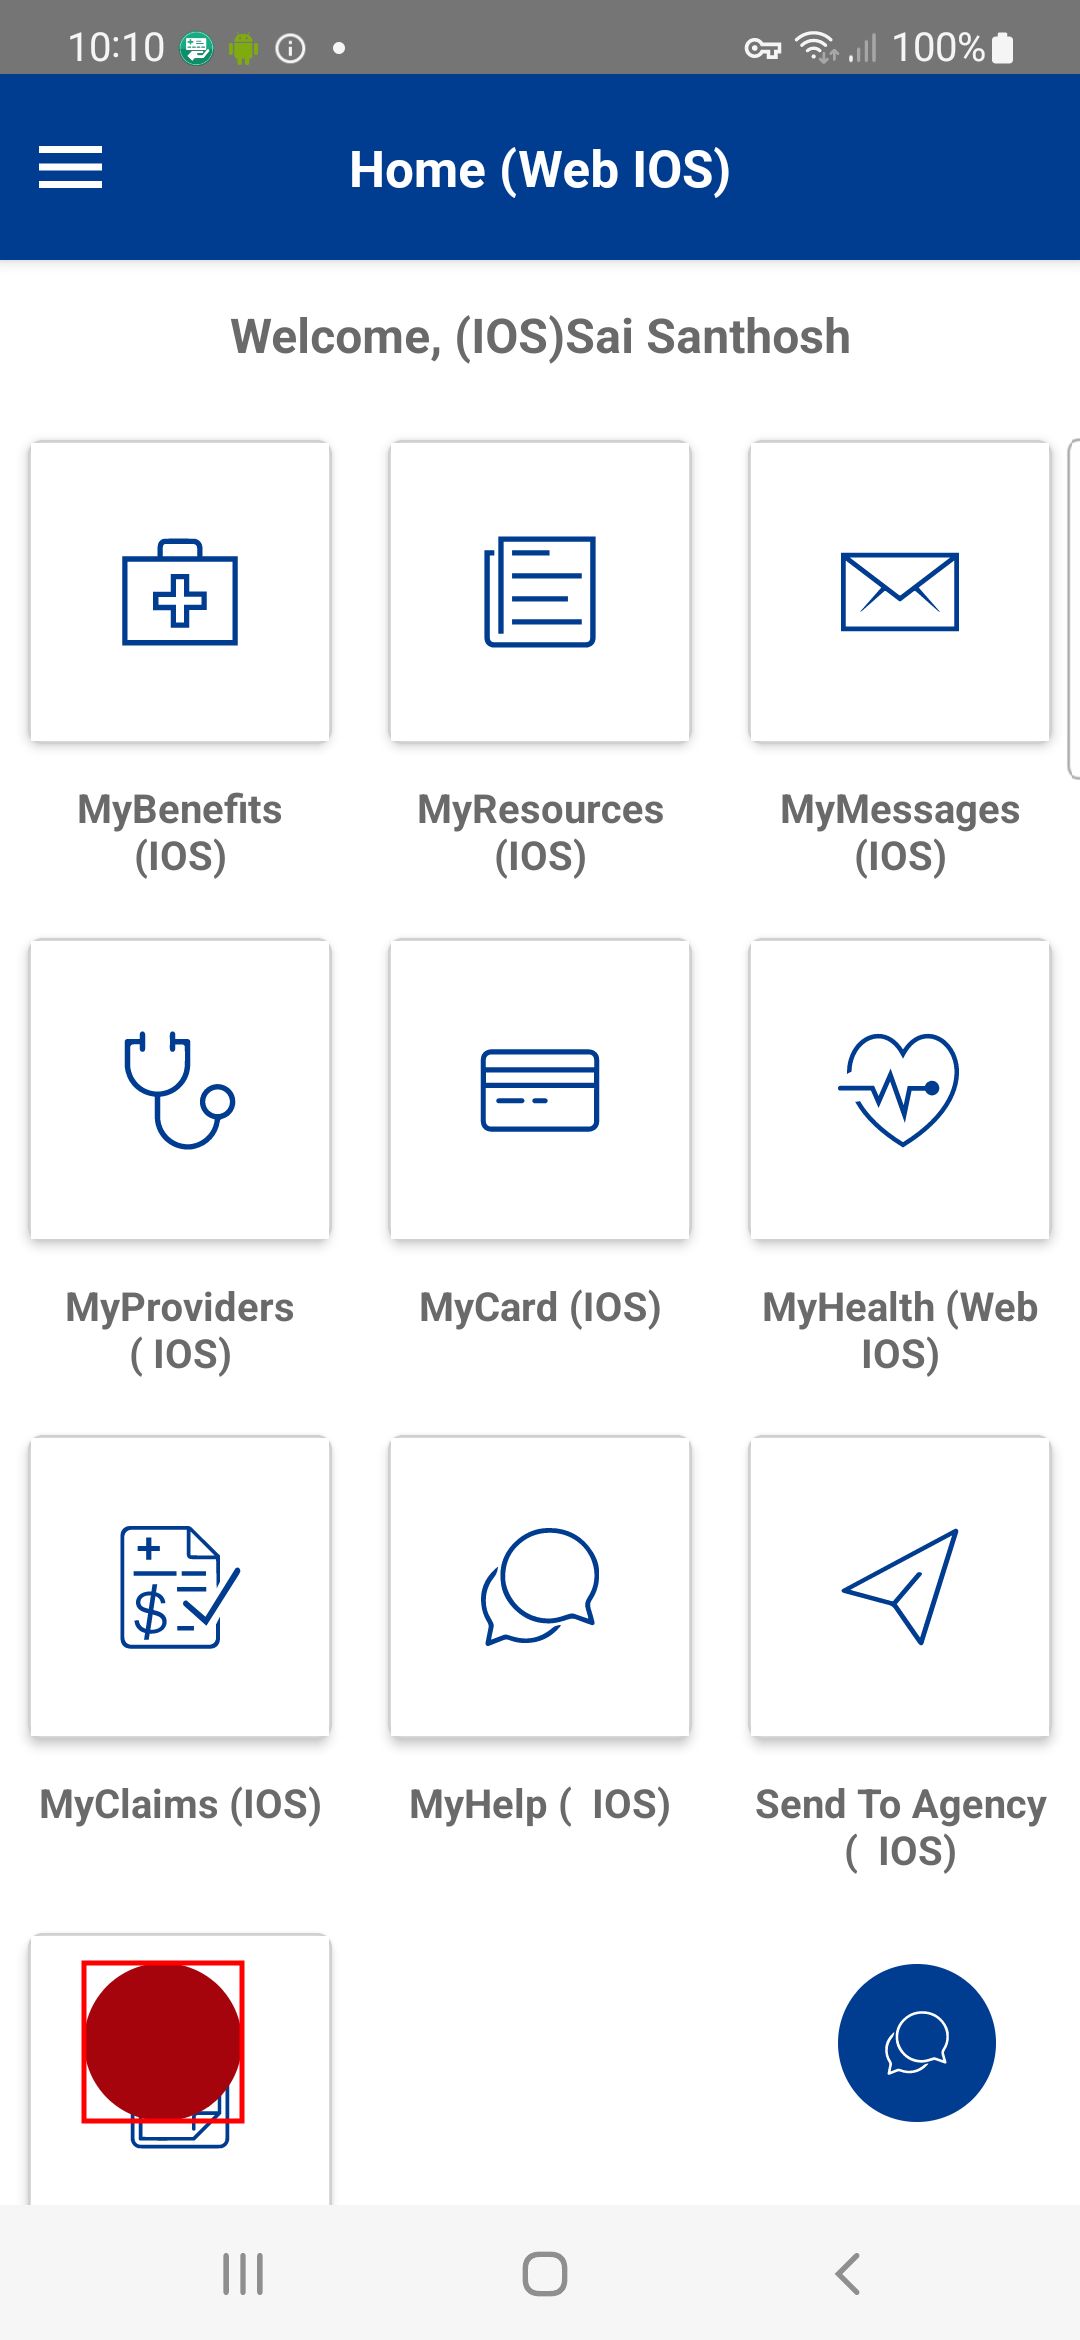 10:10
100%
Home (Web IOS)
Welcome, (IOS)Sai Santhosh
MyBenefits
(IOS)
MyResources
(IOS)
MyMessages
(IOS)
MyProviders
( IOS)
MyCard (IOS)
MyHealth (Web
IOS)
MyClaims (IOS)
MyHelp (  IOS)
Send To Agency
(  IOS)